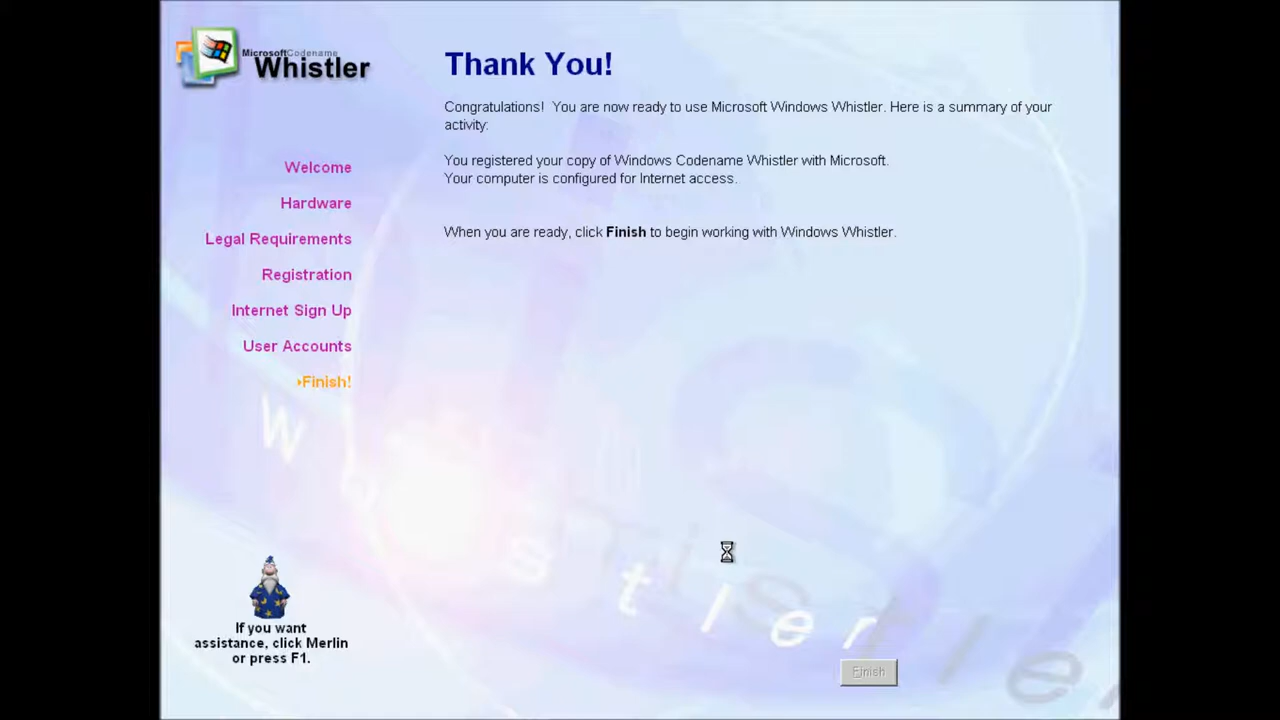 MicrosoftCodename
Whistler
Thank You!
Congratulations! You are now ready to use Microsoft Windows Whistler. Here is a summary of your
activity:
You registered your copy of Windows Codename Whistler with Microsoft.
Your computer is configured for Internet access.
When you are ready, click Finish to begin working with Windows Whistler.
Welcome
Hardware
Legal Requirements
Registration
Internet Sign Up
User Accounts
Finish!
If you want
assistance, click Merlin
or press F1.
Finish